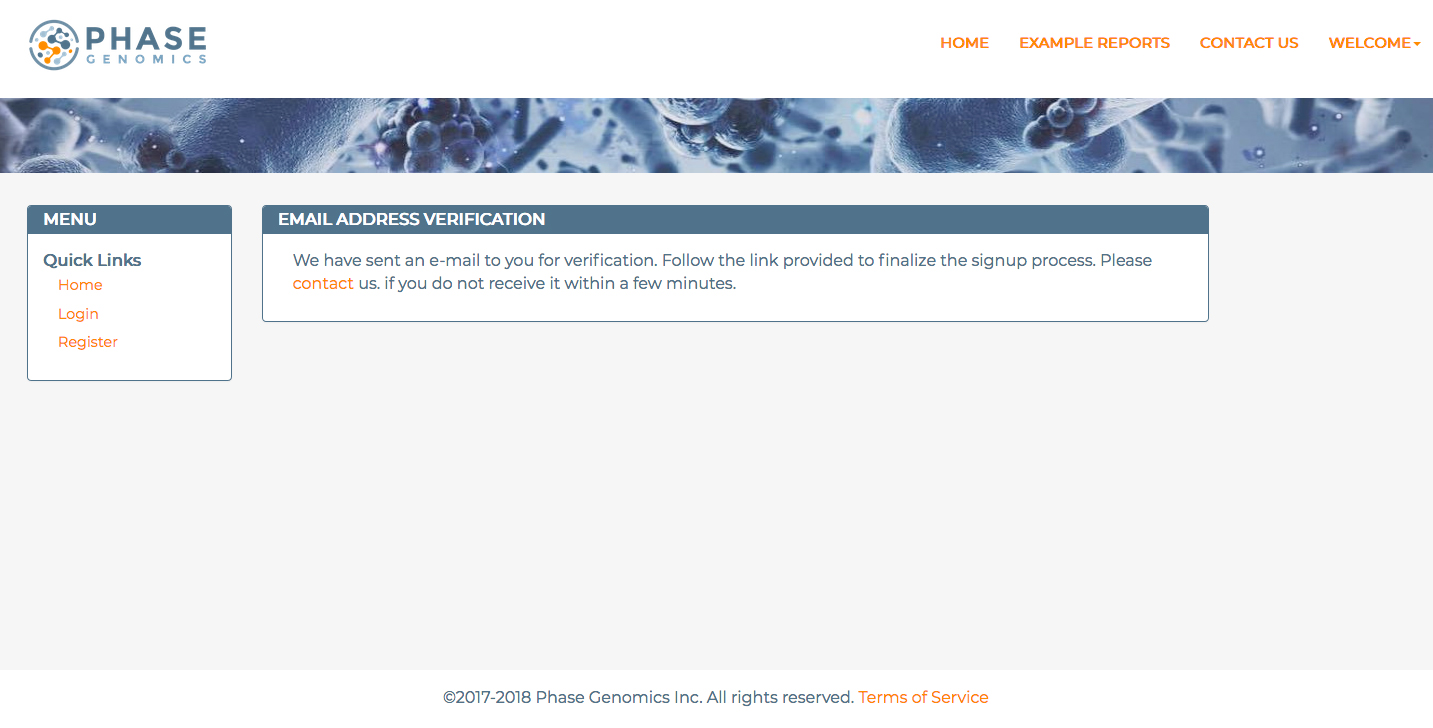 PHASE
GENOMICS
HOME EXAMPLE REPORTS CONTACT US WELCOME
MENU
Quick Links
Home
Login
Register
EMAIL ADDRESS VERIFICATION
We have sent an e-mail to you for verification. Follow the link provided to finalize the signup process. Please
contact us. if you do not receive it within a few minutes.
©2017-2018 Phase Genomics Inc. All rights reserved. Terms of Service